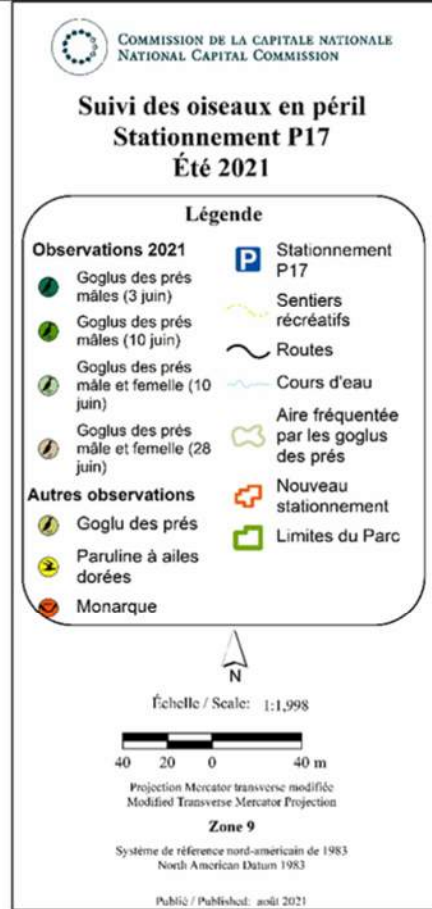 COMMISSION DE LA CAPITALE NATIONALE
NATIONAL CAPITAL COMMISSION
Suivi des oiseaux en péril
Stationnement P17
Été 2021
Légende
Observations 2021
Goglus des prés
mâles (3 juin)
Goglus des prés
mâles (10 juin)
Goglus des prés
mâle et femelle (10
juin)
Goglus des prés
mâle et femelle (28
juin)
Autres observations
Goglu des prés
Paruline à ailes
dorées
Monarque
P
Stationnement
P17
Sentiers
récréatifs
Routes
Cours d'eau
Aire fréquentée
par les goglus
des prés
Nouveau
stationnement
Limites du Parc
N
Échelle / Scale: 1:1,998
40 20 0 40 m
Projection Mercator transverse modifiée
Modified Transverse Mercator Projection
Zone 9
Système de référence nord-américain de 1983
North American Datum 1983
Publié / Published: août 2021